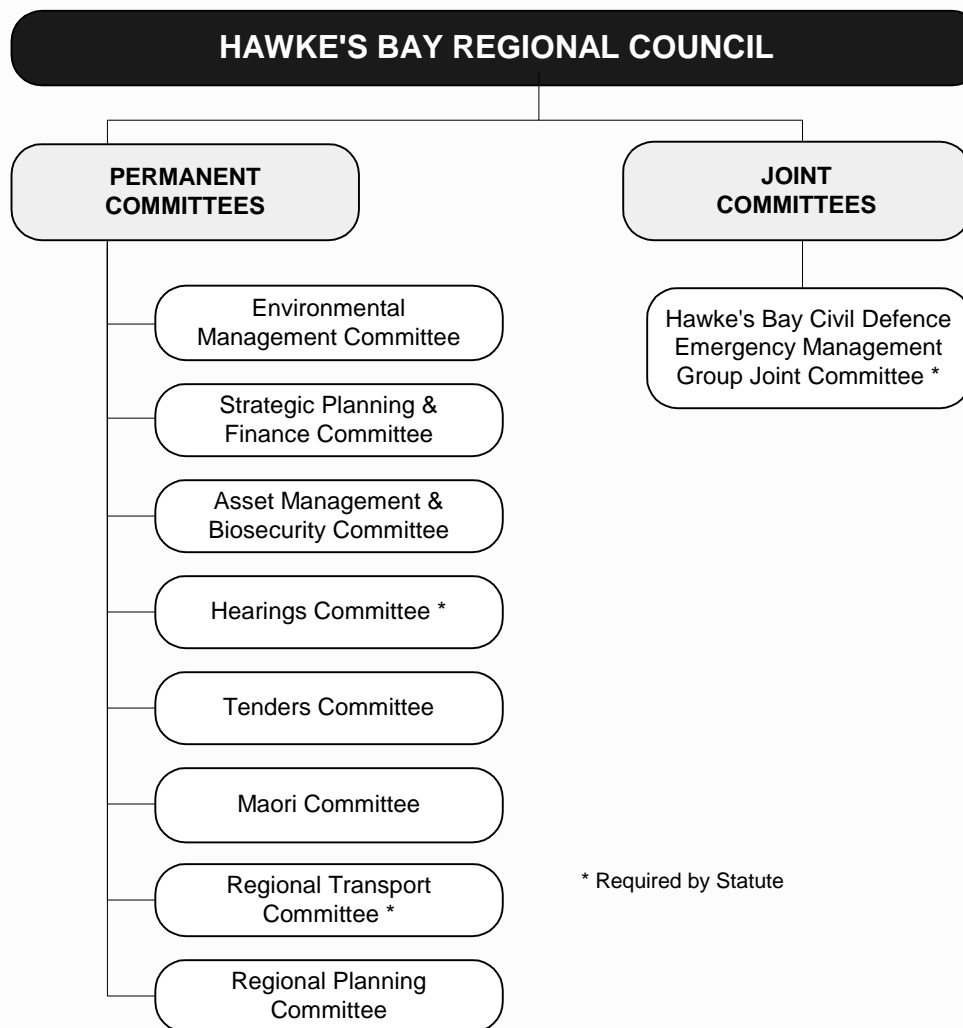 HAWKE'S BAY REGIONAL COUNCIL
PERMANENT
COMMITTEES
JOINT
COMMITTEES
Environmental
Management Committee
Strategic Planning &
Finance Committee
Asset Management &
Biosecurity Committee
Hearings Committee *
Tenders Committee
Maori Committee
Regional Transport
Committee *
Regional Planning
Committee
Hawke's Bay Civil Defence
Emergency Management
Group Joint Committee *
* Required by Statute